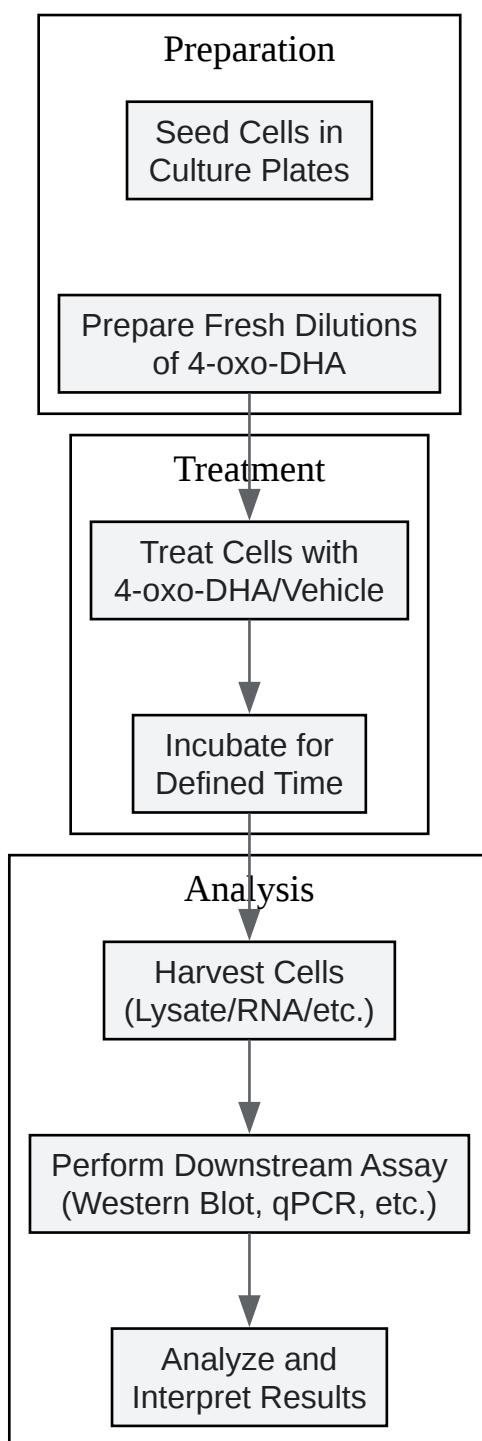 Preparation
Seed Cells in
Culture Plates
Prepare Fresh Dilutions
of 4-oxo-DHA
Treatment
Treat Cells with
4-oxo-DHA/Vehicle
Incubate for
Defined Time
Analysis
Harvest Cells
(Lysate/RNA/etc.)
Perform Downstream Assay
(Western Blot, qPCR, etc.)
Analyze and
Interpret Results